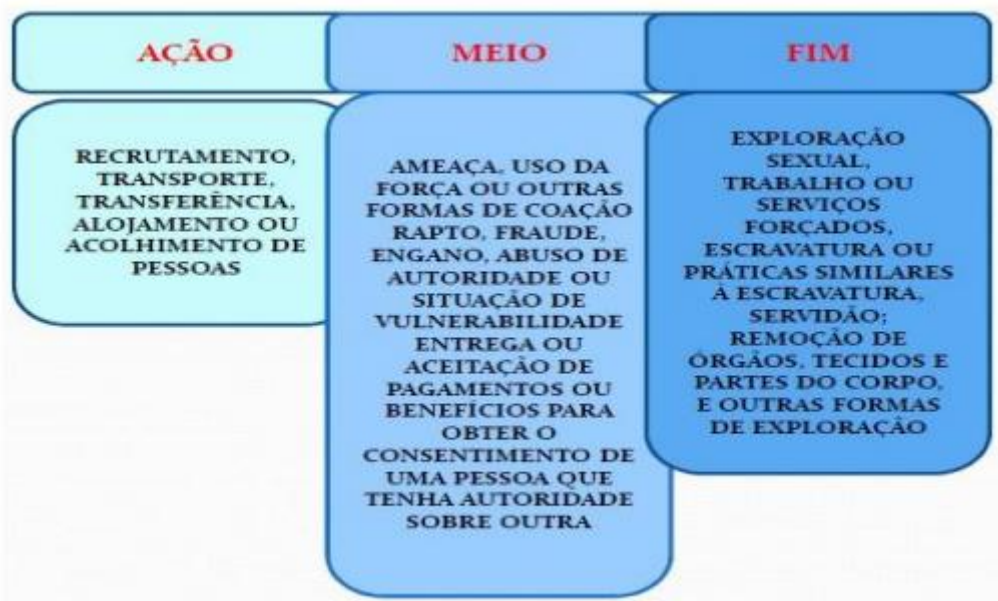 AÇÃO
RECRUTAMENTO,
TRANSPORTE,
TRANSFERÊNCIA,
ALOJAMENTO OU
ACOLHIMENTO DE
PESSOAS
MEIO
AMEAÇA, USO DA
FORÇA OU OUTRAS
FORMAS DE COAÇÃO
RAPTO, FRAUDE,
ENGANO, ABUSO DE
AUTORIDADE OU
SITUAÇÃO DE
VULNERABILIDADE
ENTREGA OU
ACEITAÇÃO DE
PAGAMENTOS OU
BENEFÍCIOS PARA
OBTER O
CONSENTIMENTO DE
UMA PESSOA QUE
TENHA AUTORIDADE
SOBRE OUTRA
FIM
EXPLORAÇÃO
SEXUAL,
TRABALHO OU
SERVIÇOS
FORÇADOS,
ESCRAVATURA OU
PRÁTICAS SIMILARES
À ESCRAVATURA,
SERVIDÃO;
REMOÇÃO DE
ÓRGÃOS, TECIDOS E
PARTES DO CORPO,
E OUTRAS FORMAS
DE EXPLORAÇÃO